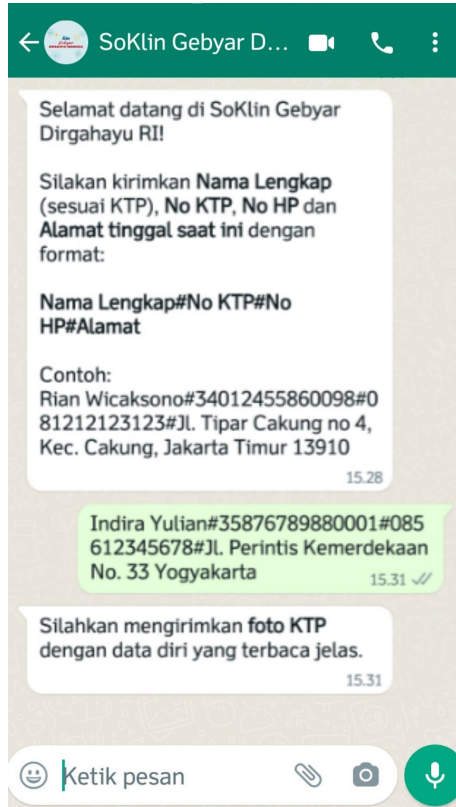 SoKlin Gebyar D...
Selamat datang di SoKlin Gebyar
Dirgahayu RI!
Silakan kirimkan Nama Lengkap
(sesuai KTP), No KTP, No HP dan
Alamat tinggal saat ini dengan
format:
Nama Lengkap#No KTP#No
HP#Alamat
Contoh:
Rian Wicaksono#34012455860098#0
81212123123#Jl. Tipar Cakung no 4,
Kec. Cakung, Jakarta Timur 13910
15.28
Indira Yulian#35876789880001#085
612345678#Jl. Perintis Kemerdekaan
No. 33 Yogyakarta
15.31
Silahkan mengirimkan foto KTP
dengan data diri yang terbaca jelas.
15.31
Ketik pesan